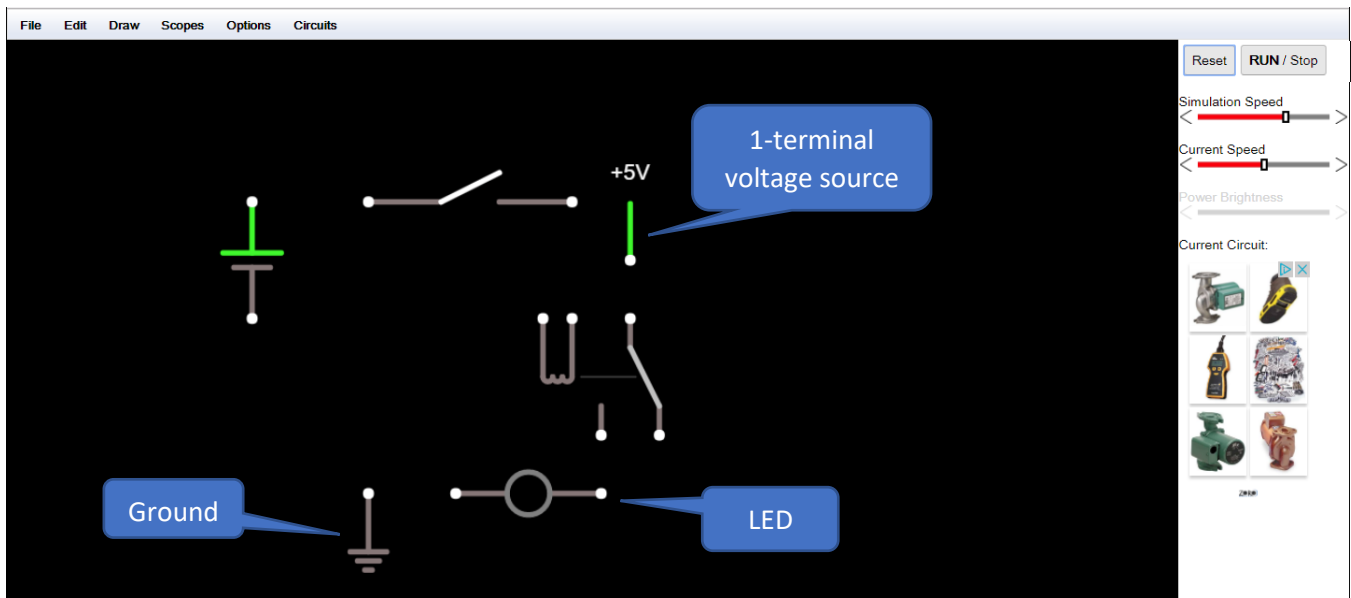 File Edit Draw Scopes Options Circuits
Reset RUN / Stop
Simulation Speed
Current Speed
Power Brightness
Current Circuit:
1-terminal
voltage source
+5V
Ground
LED